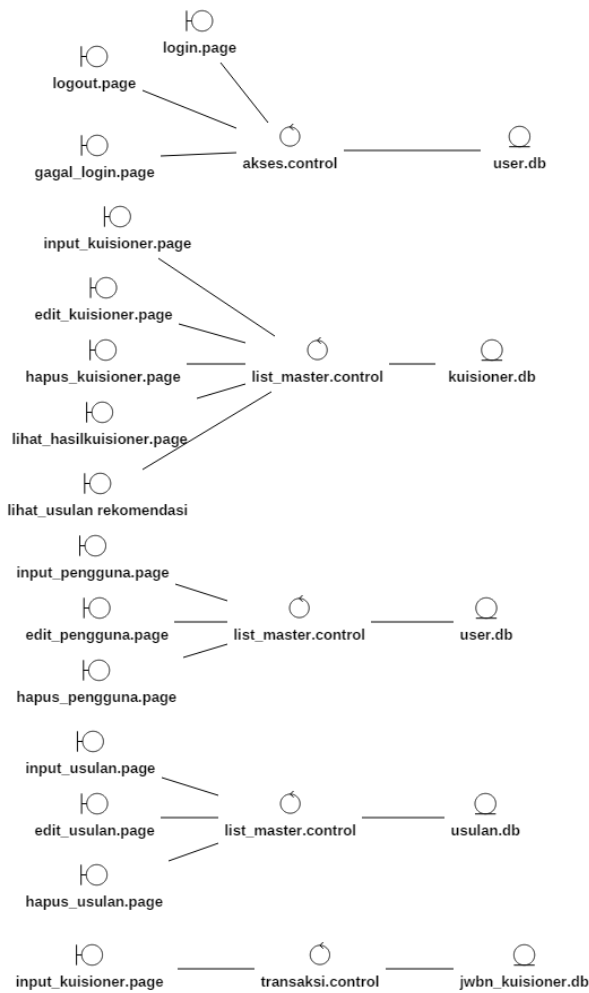 login.page
logout.page
gagal_login.page
akses.control
user.db
input_kuisioner.page
edit_kuisioner.page
hapus_kuisioner.page
list_master.control
kuisioner.db
lihat_hasilkuisioner.page
lihat_usulan rekomendasi
input_pengguna.page
edit_pengguna.page
list_master.control
user.db
hapus_pengguna.page
input_usulan.page
edit_usulan.page
list_master.control
usulan.db
hapus_usulan.page
input_kuisioner.page
transaksi.control
jwbn_kuisioner.db